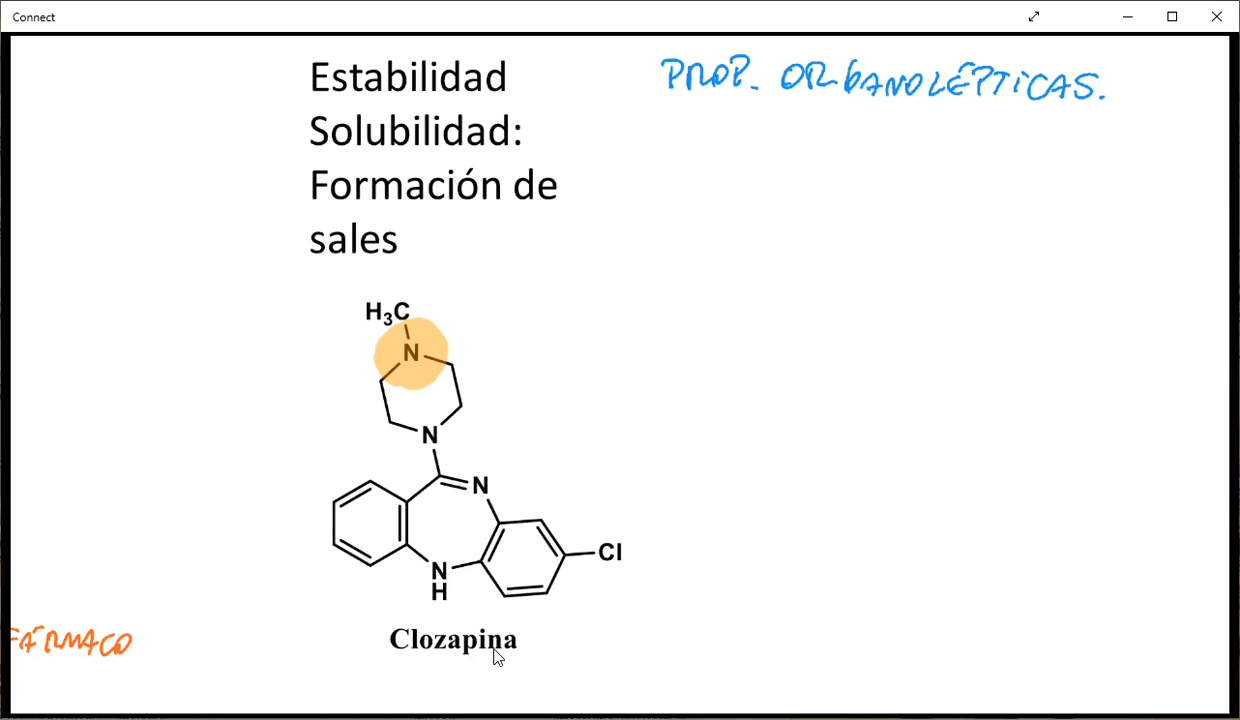 Connect
Estabilidad
Solubilidad:
Formación de
sales
PROP. ORGANOLÉPTICAS.
H₃C
N
N
N
Cl
N
H
FÁRMACO
Clozapina